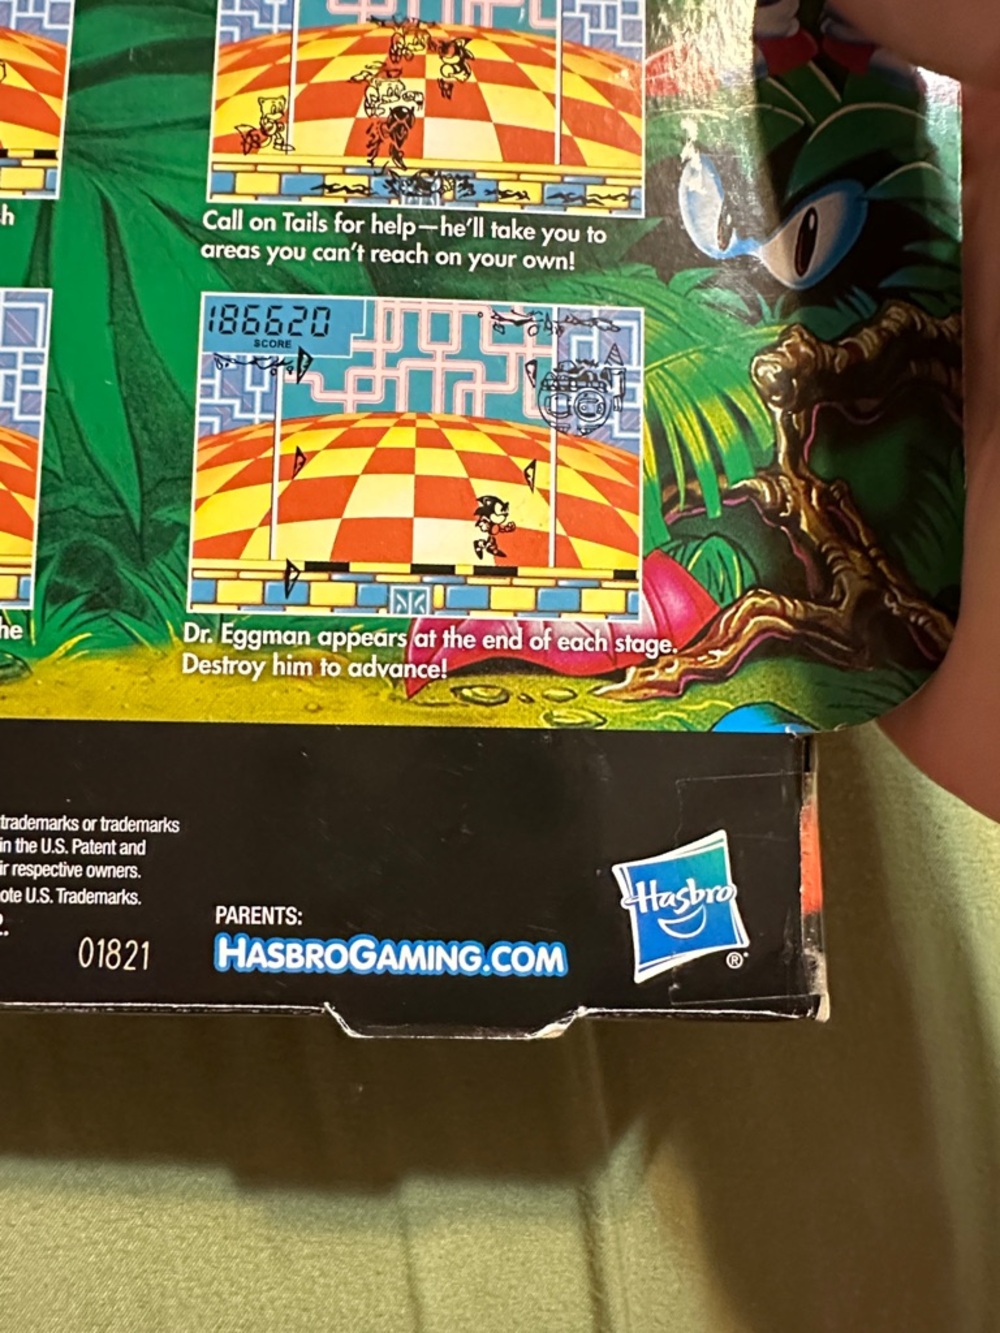 h
Call on Tails for help—he'll take you to
areas you can't reach on your own!
186620
SCORE
he
Dr. Eggman appears at the end of each stage.
Destroy him to advance!
trademarks or trademarks
in the U.S. Patent and
ir respective owners.
ote U.S. Trademarks.
01821
PARENTS:
HASBROGAMING.COM
Hasbro
®*